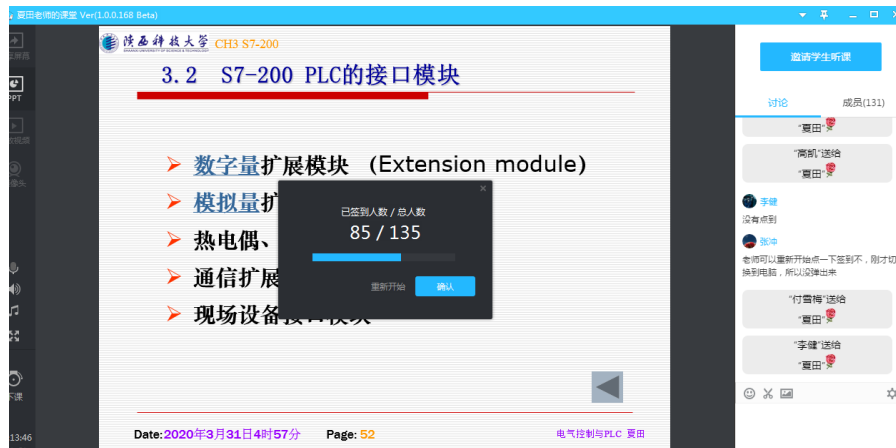 夏田老师的课堂 Ver(1.0.0.168 Beta)
PPT
下课
13:46
陕西科技大学 CH3 S7-200
3.2 S7-200 PLC的接口模块
数字量扩展模块 (Extension module)
模拟量扩
热电偶、
通信扩展
现场设备接口模块
已签到人数 / 总人数
85 / 135
重新开始
确认
Date:2020年3月31日4时57分 Page: 52
电气控制与PLC 夏田
邀请学生听课
讨论
成员(131)
"夏田"
"高凯"送给
"夏田"
李健
没有点到
张冲
老师可以重新开始点一下签到不，刚才切
换到电脑，所以没弹出来
"付雪梅"送给
"夏田"
"李健"送给
"夏田"